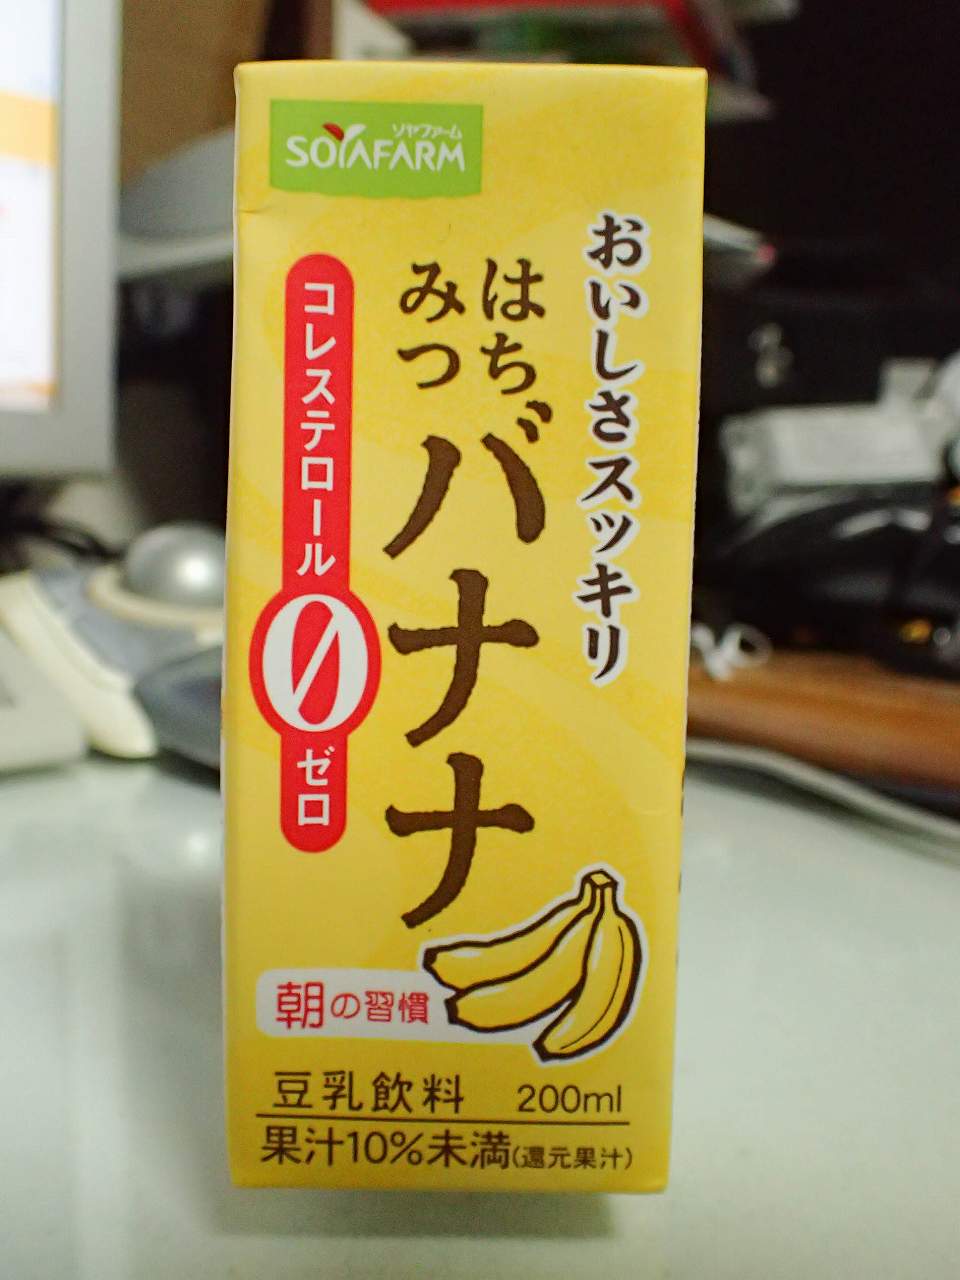 ソヤファーム
SOYAFARM
おいしさスッキリ
はち
みつ
バナナ
コレステロール
0
ゼロ
朝の習慣
豆乳飲料 200ml
果汁10%未満(還元果汁)